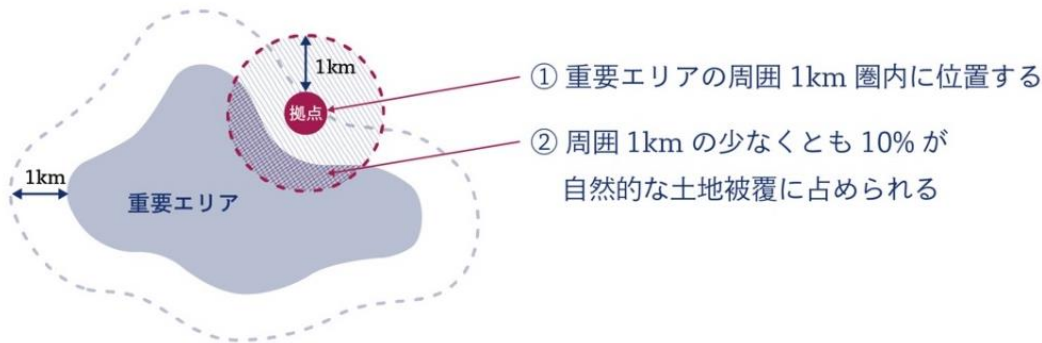 1km
拠点
① 重要エリアの周囲 1km 圏内に位置する
② 周囲 1km の少なくとも 10% が
自然的な土地被覆に占められる
1km
重要エリア